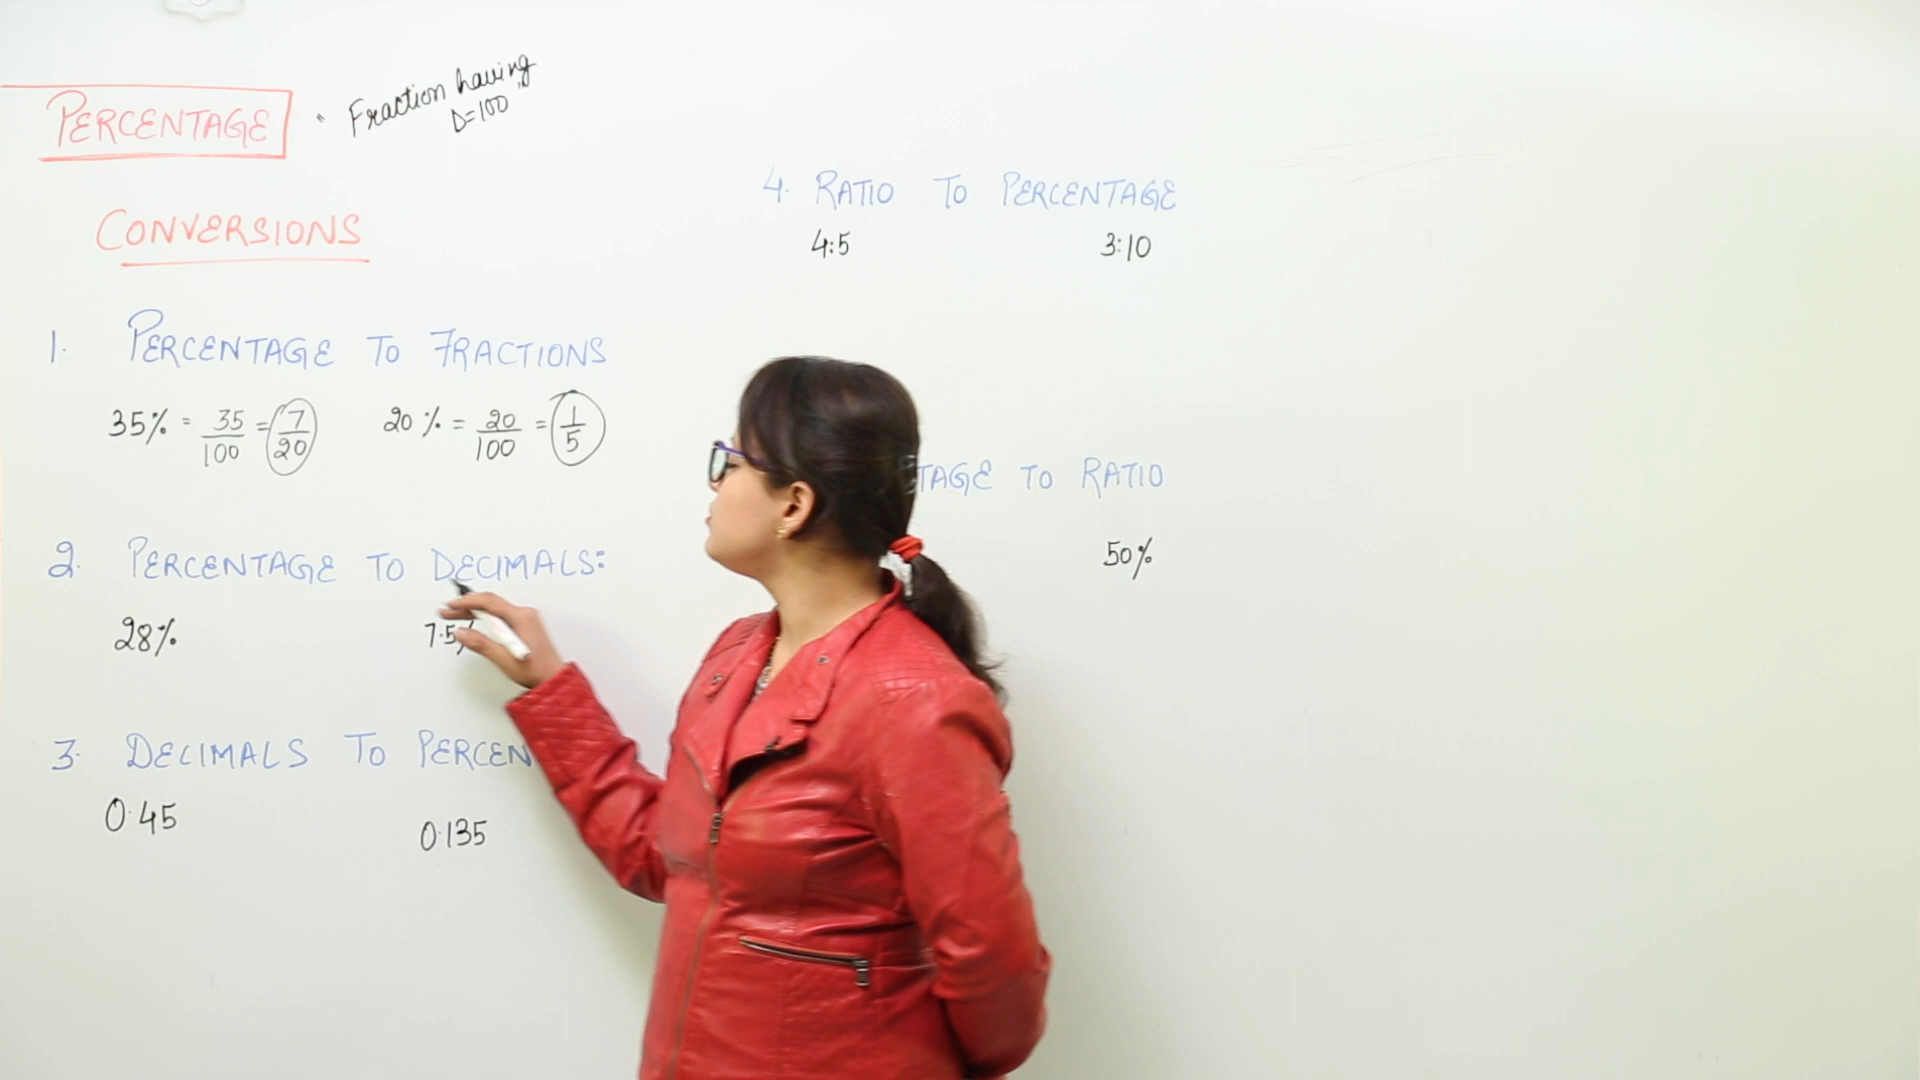 PERCENTAGE
Fraction having
D=100
CONVERSIONS
1. PERCENTAGE TO FRACTIONS
35% = 35/100 = 7/20 20% = 20/100 = 1/5
2. PERCENTAGE TO DECIMALS:
28% 7.5%
3. DECIMALS TO PERCEN
0.45 0.135
4. RATIO TO PERCENTAGE
4:5 3:10
TAGE TO RATIO
50%